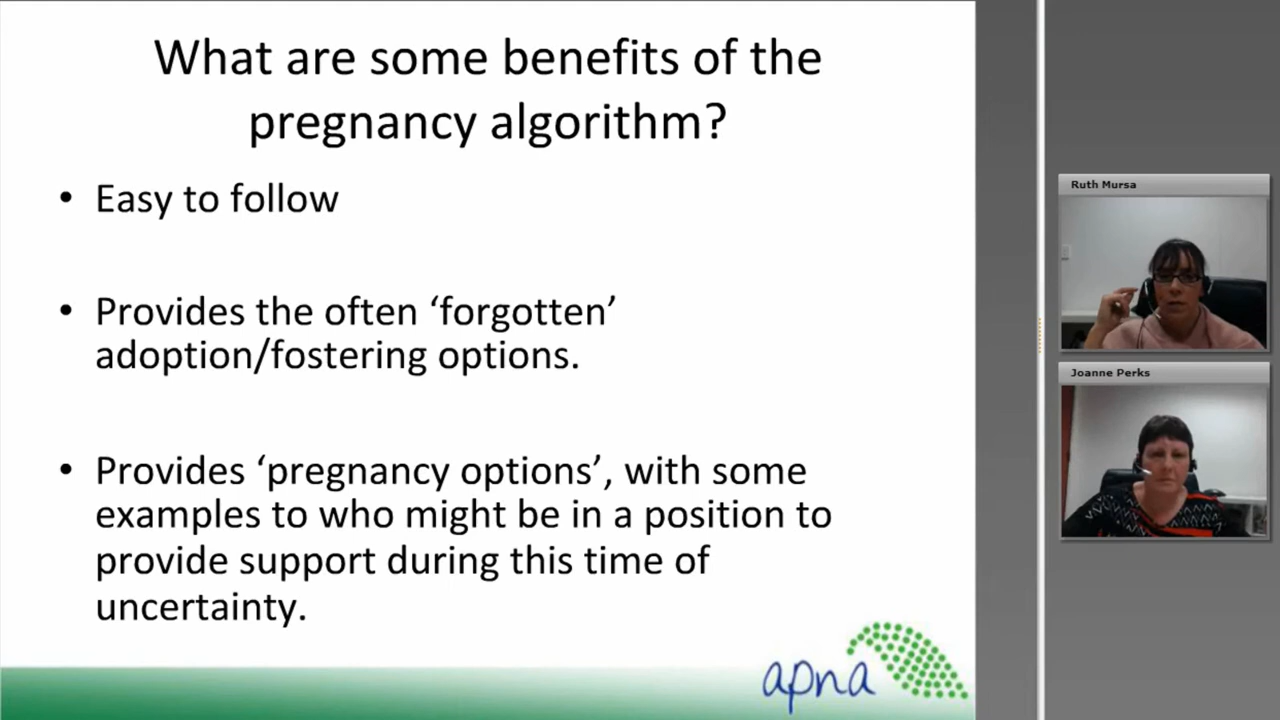 What are some benefits of the
pregnancy algorithm?
• Easy to follow
• Provides the often ‘forgotten’
adoption/fostering options.
• Provides ‘pregnancy options’, with some
examples to who might be in a position to
provide support during this time of
uncertainty.
apna
Ruth Mursa
Joanne Perks